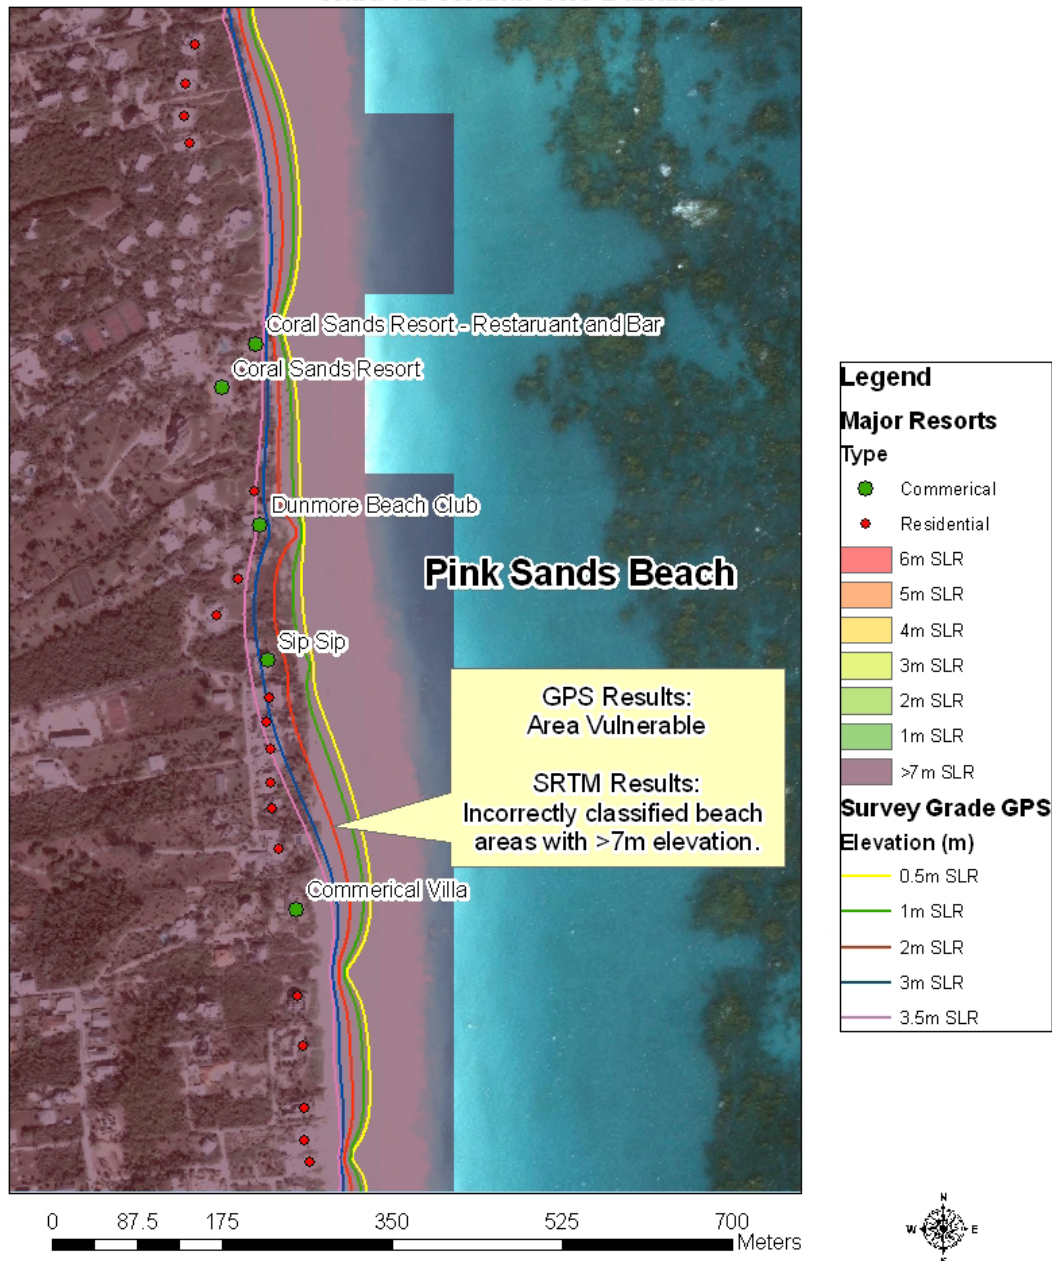 Coral Sands Resort - Restaruant and Bar
Coral Sands Resort
Dunmore Beach Club
Pink Sands Beach
Sip Sip
GPS Results:
Area Vulnerable
SRTM Results:
Incorrectly classified beach
areas with >7m elevation.
Commerical Villa
Legend
Major Resorts
Type
Commerical
Residential
6m SLR
5m SLR
4m SLR
3m SLR
2m SLR
1m SLR
>7m SLR
Survey Grade GPS
Elevation (m)
0.5m SLR
1m SLR
2m SLR
3m SLR
3.5m SLR
0 87.5 175 350 525 700
Meters
N
W E